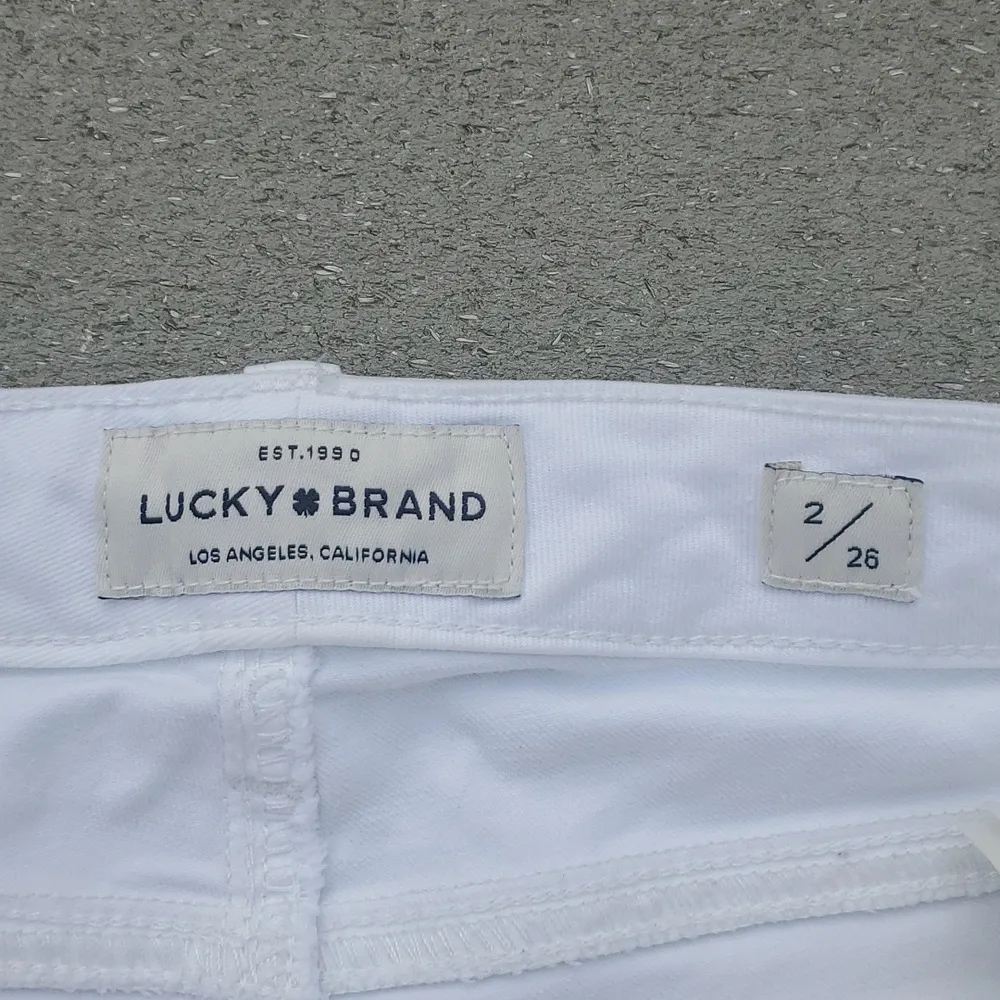 EST.1990
LUCKY BRAND
LOS ANGELES, CALIFORNIA
2/26